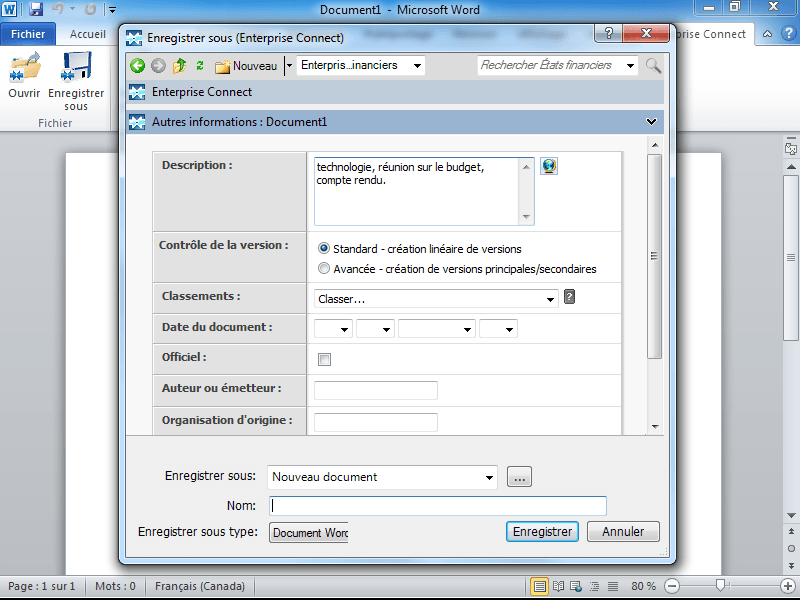 Document1 - Microsoft Word
Fichier
Accueil
rise Connect
Ouvrir
Enregistrer
sous
Fichier
Enregistrer sous (Enterprise Connect)
Nouveau
Enterpris...inanciers
Rechercher États financiers
Enterprise Connect
Autres informations : Document1
Description :
technologie, réunion sur le budget,
compte rendu.
Contrôle de la version :
Standard - création linéaire de versions
Avancée - création de versions principales/secondaires
Classements :
Classer...
Date du document :
Officiel :
Auteur ou émetteur :
Organisation d'origine :
Enregistrer sous:
Nouveau document
...
Nom:
Enregistrer sous type:
Document Word
Enregistrer
Annuler
Page : 1 sur 1
Mots : 0
Français (Canada)
80 %